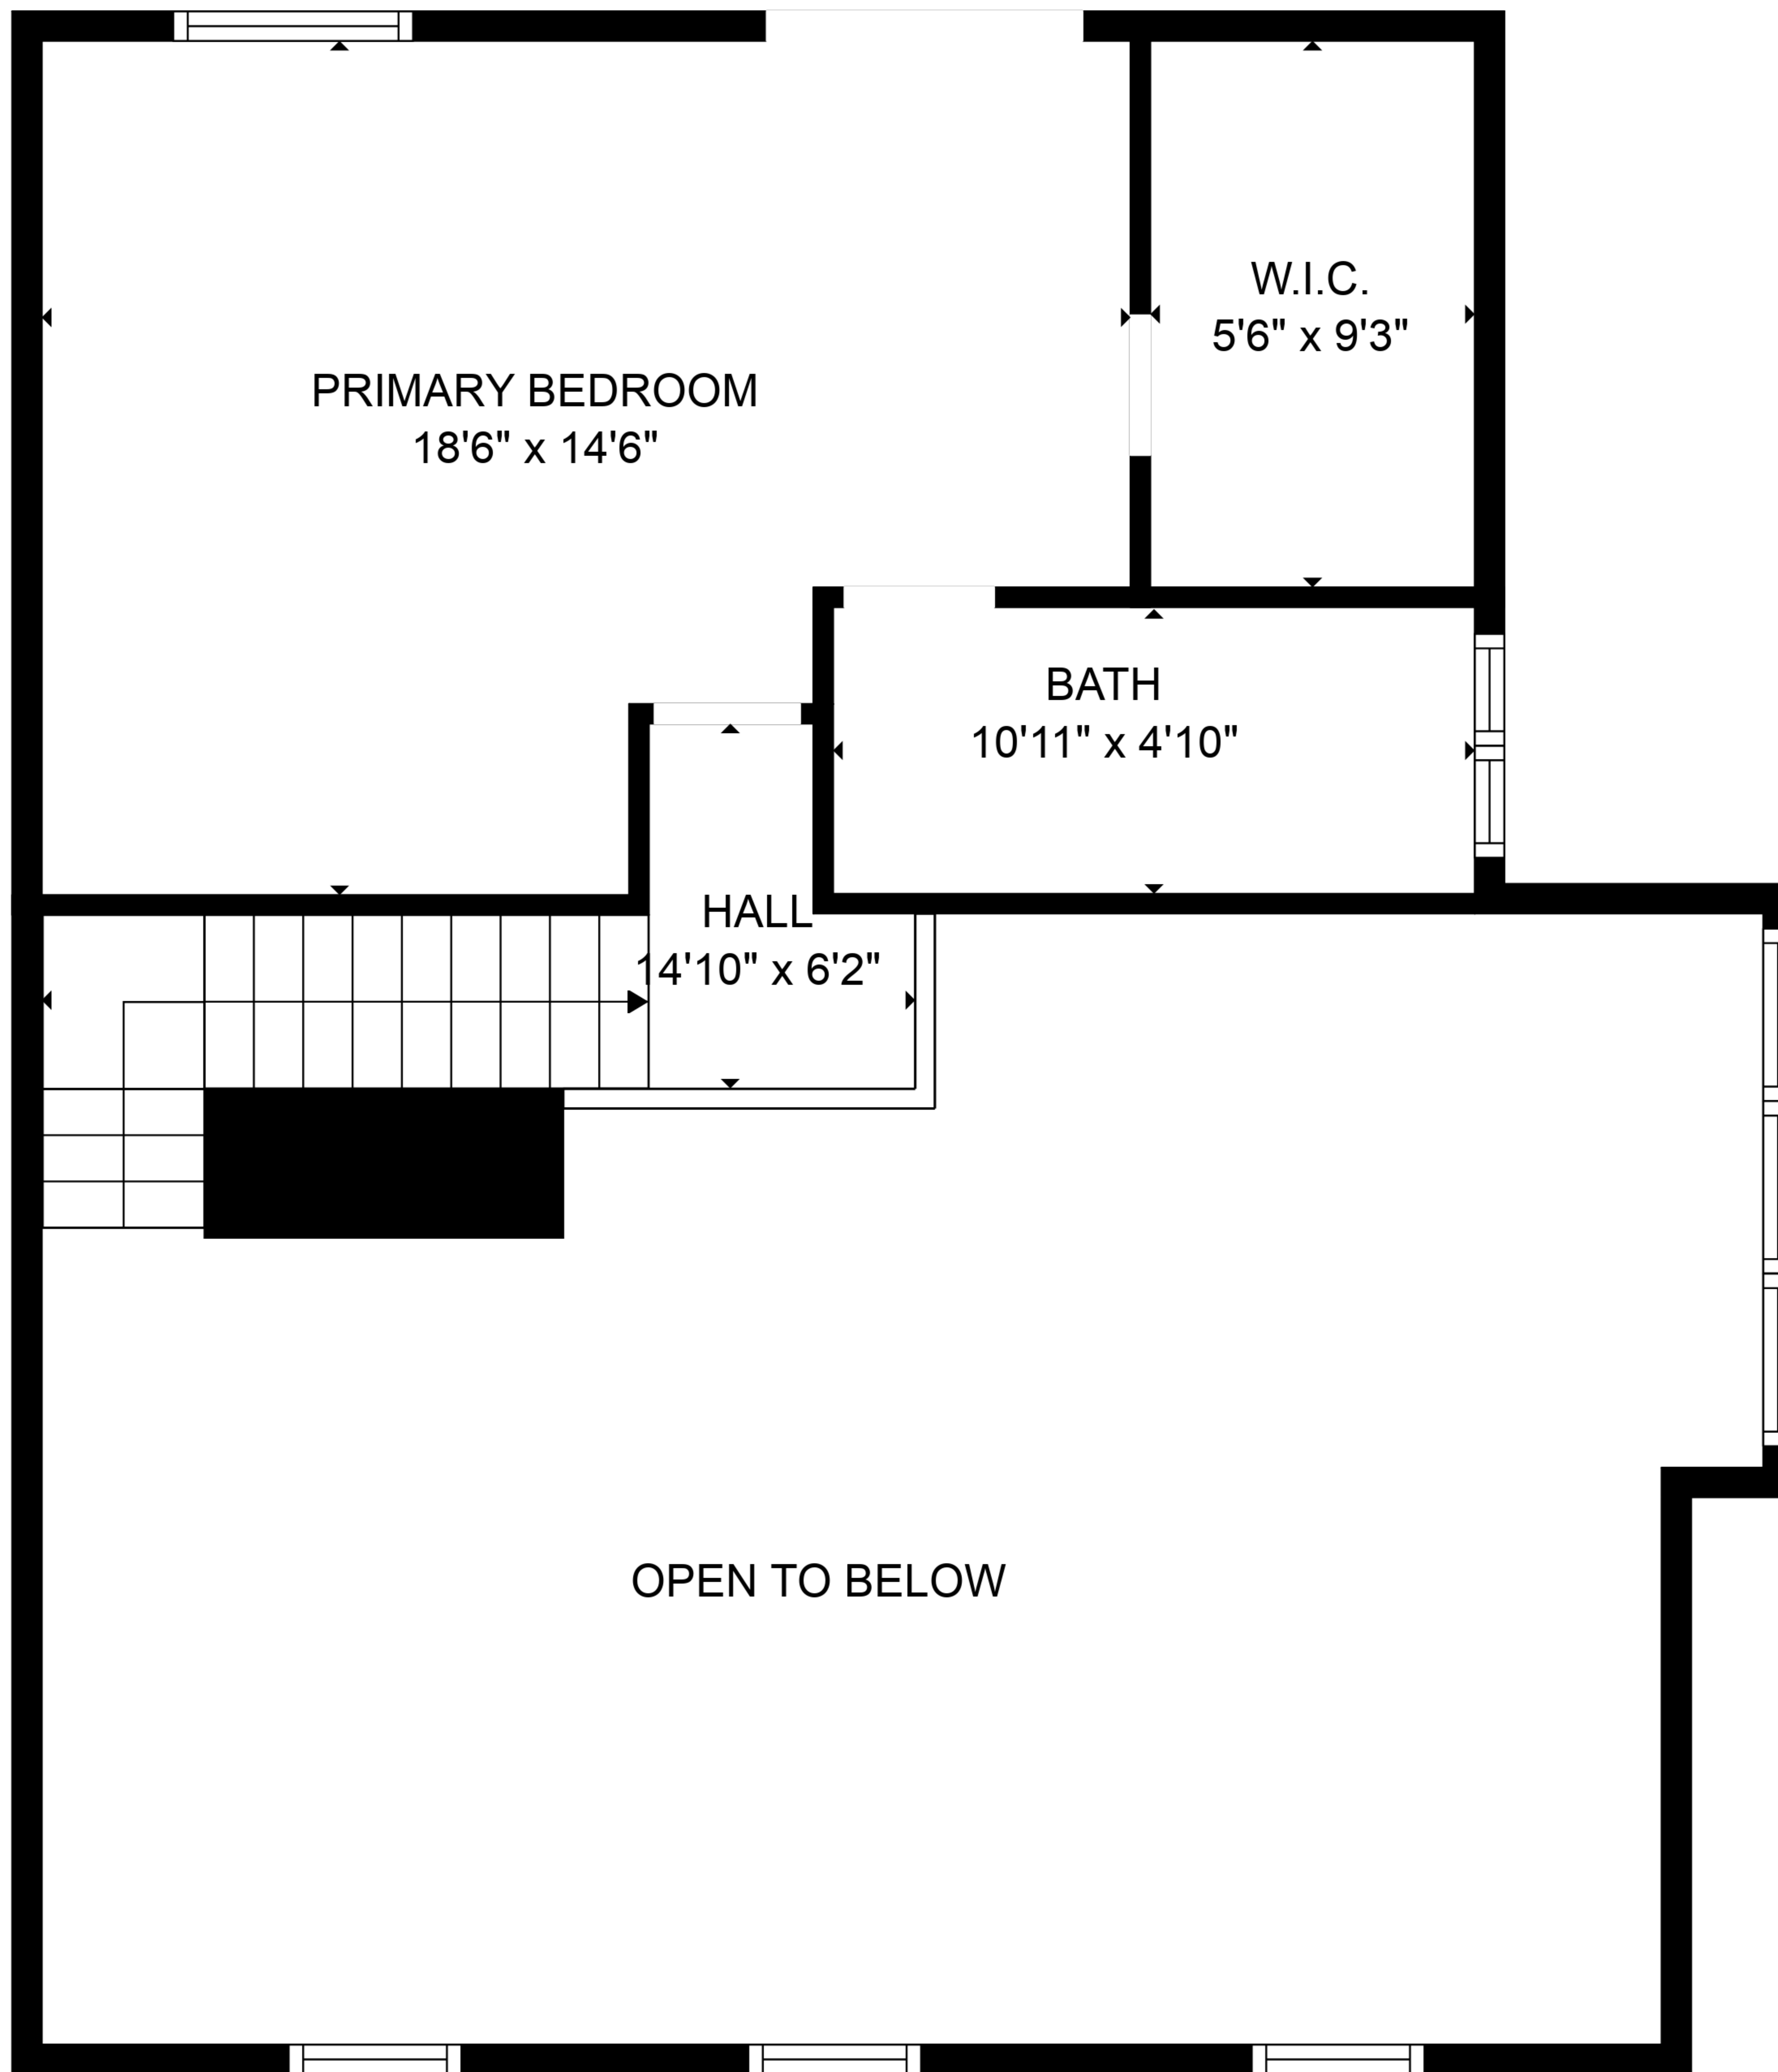 W.I.C.
5'6" x 9'3"
PRIMARY BEDROOM
18'6" x 14'6"
BATH
10'11" x 4'10"
HALL
14'10" x 6'2"
OPEN TO BELOW